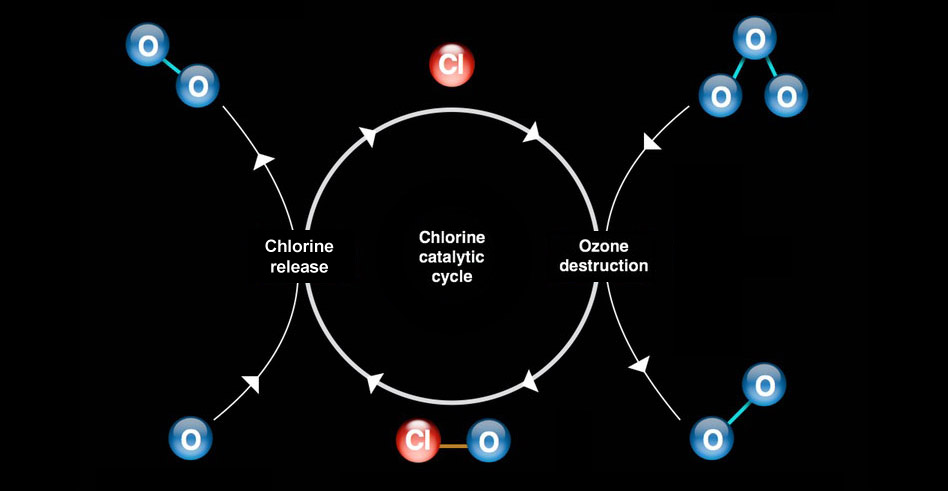 O
O
Cl
O
O
O
Chlorine
release
Chlorine
catalytic
cycle
Ozone
destruction
O
Cl
O
O
O